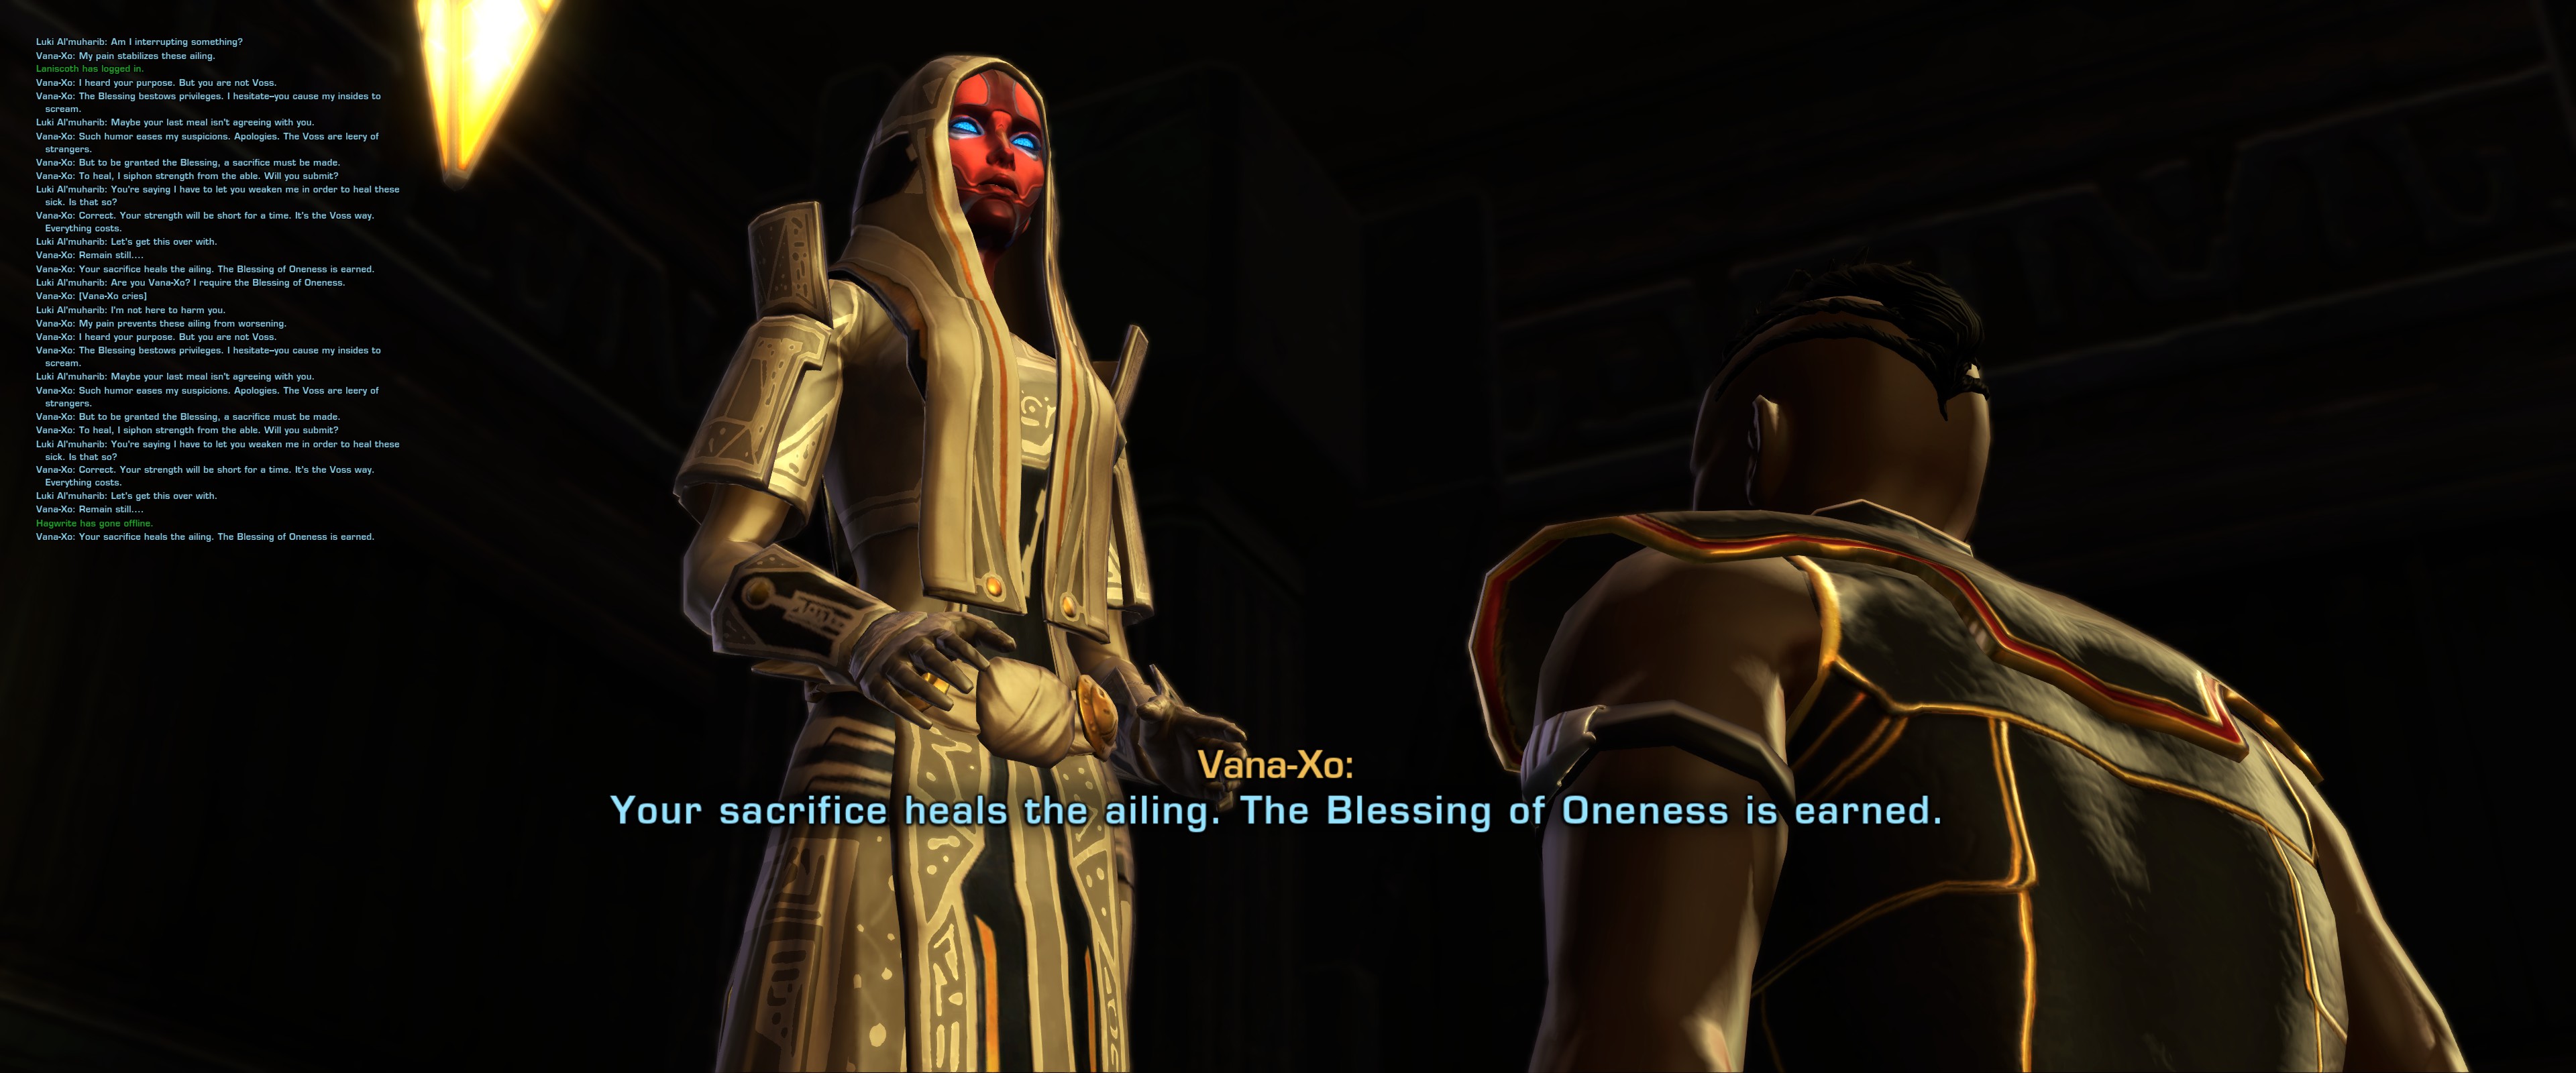 Luki Al'muharib: Am I interrupting something?
Vana-Xo: My pain stabilizes these ailing.
Laniscoth has logged in.
Vana-Xo: I heard your purpose. But you are not Voss.
Vana-Xo: The Blessing bestows privileges. I hesitate–you cause my insides to
scream.
Luki Al'muharib: Maybe your last meal isn't agreeing with you.
Vana-Xo: Such humor eases my suspicions. Apologies. The Voss are leery of
strangers.
Vana-Xo: But to be granted the Blessing, a sacrifice must be made.
Vana-Xo: To heal, I siphon strength from the able. Will you submit?
Luki Al'muharib: You're saying I have to let you weaken me in order to heal these
sick. Is that so?
Vana-Xo: Correct. Your strength will be short for a time. It's the Voss way.
Everything costs.
Luki Al'muharib: Let's get this over with.
Vana-Xo: Remain still....
Vana-Xo: Your sacrifice heals the ailing. The Blessing of Oneness is earned.
Luki Al'muharib: Are you Vana-Xo? I require the Blessing of Oneness.
Vana-Xo: [Vana-Xo cries]
Luki Al'muharib: I'm not here to harm you.
Vana-Xo: My pain prevents these ailing from worsening.
Vana-Xo: I heard your purpose. But you are not Voss.
Vana-Xo: The Blessing bestows privileges. I hesitate–you cause my insides to
scream.
Luki Al'muharib: Maybe your last meal isn't agreeing with you.
Vana-Xo: Such humor eases my suspicions. Apologies. The Voss are leery of
strangers.
Vana-Xo: But to be granted the Blessing, a sacrifice must be made.
Vana-Xo: To heal, I siphon strength from the able. Will you submit?
Luki Al'muharib: You're saying I have to let you weaken me in order to heal these
sick. Is that so?
Vana-Xo: Correct. Your strength will be short for a time. It's the Voss way.
Everything costs.
Luki Al'muharib: Let's get this over with.
Vana-Xo: Remain still....
Hagwrite has gone offline.
Vana-Xo: Your sacrifice heals the ailing. The Blessing of Oneness is earned.
Vana-Xo:
Your sacrifice heals the ailing. The Blessing of Oneness is earned.